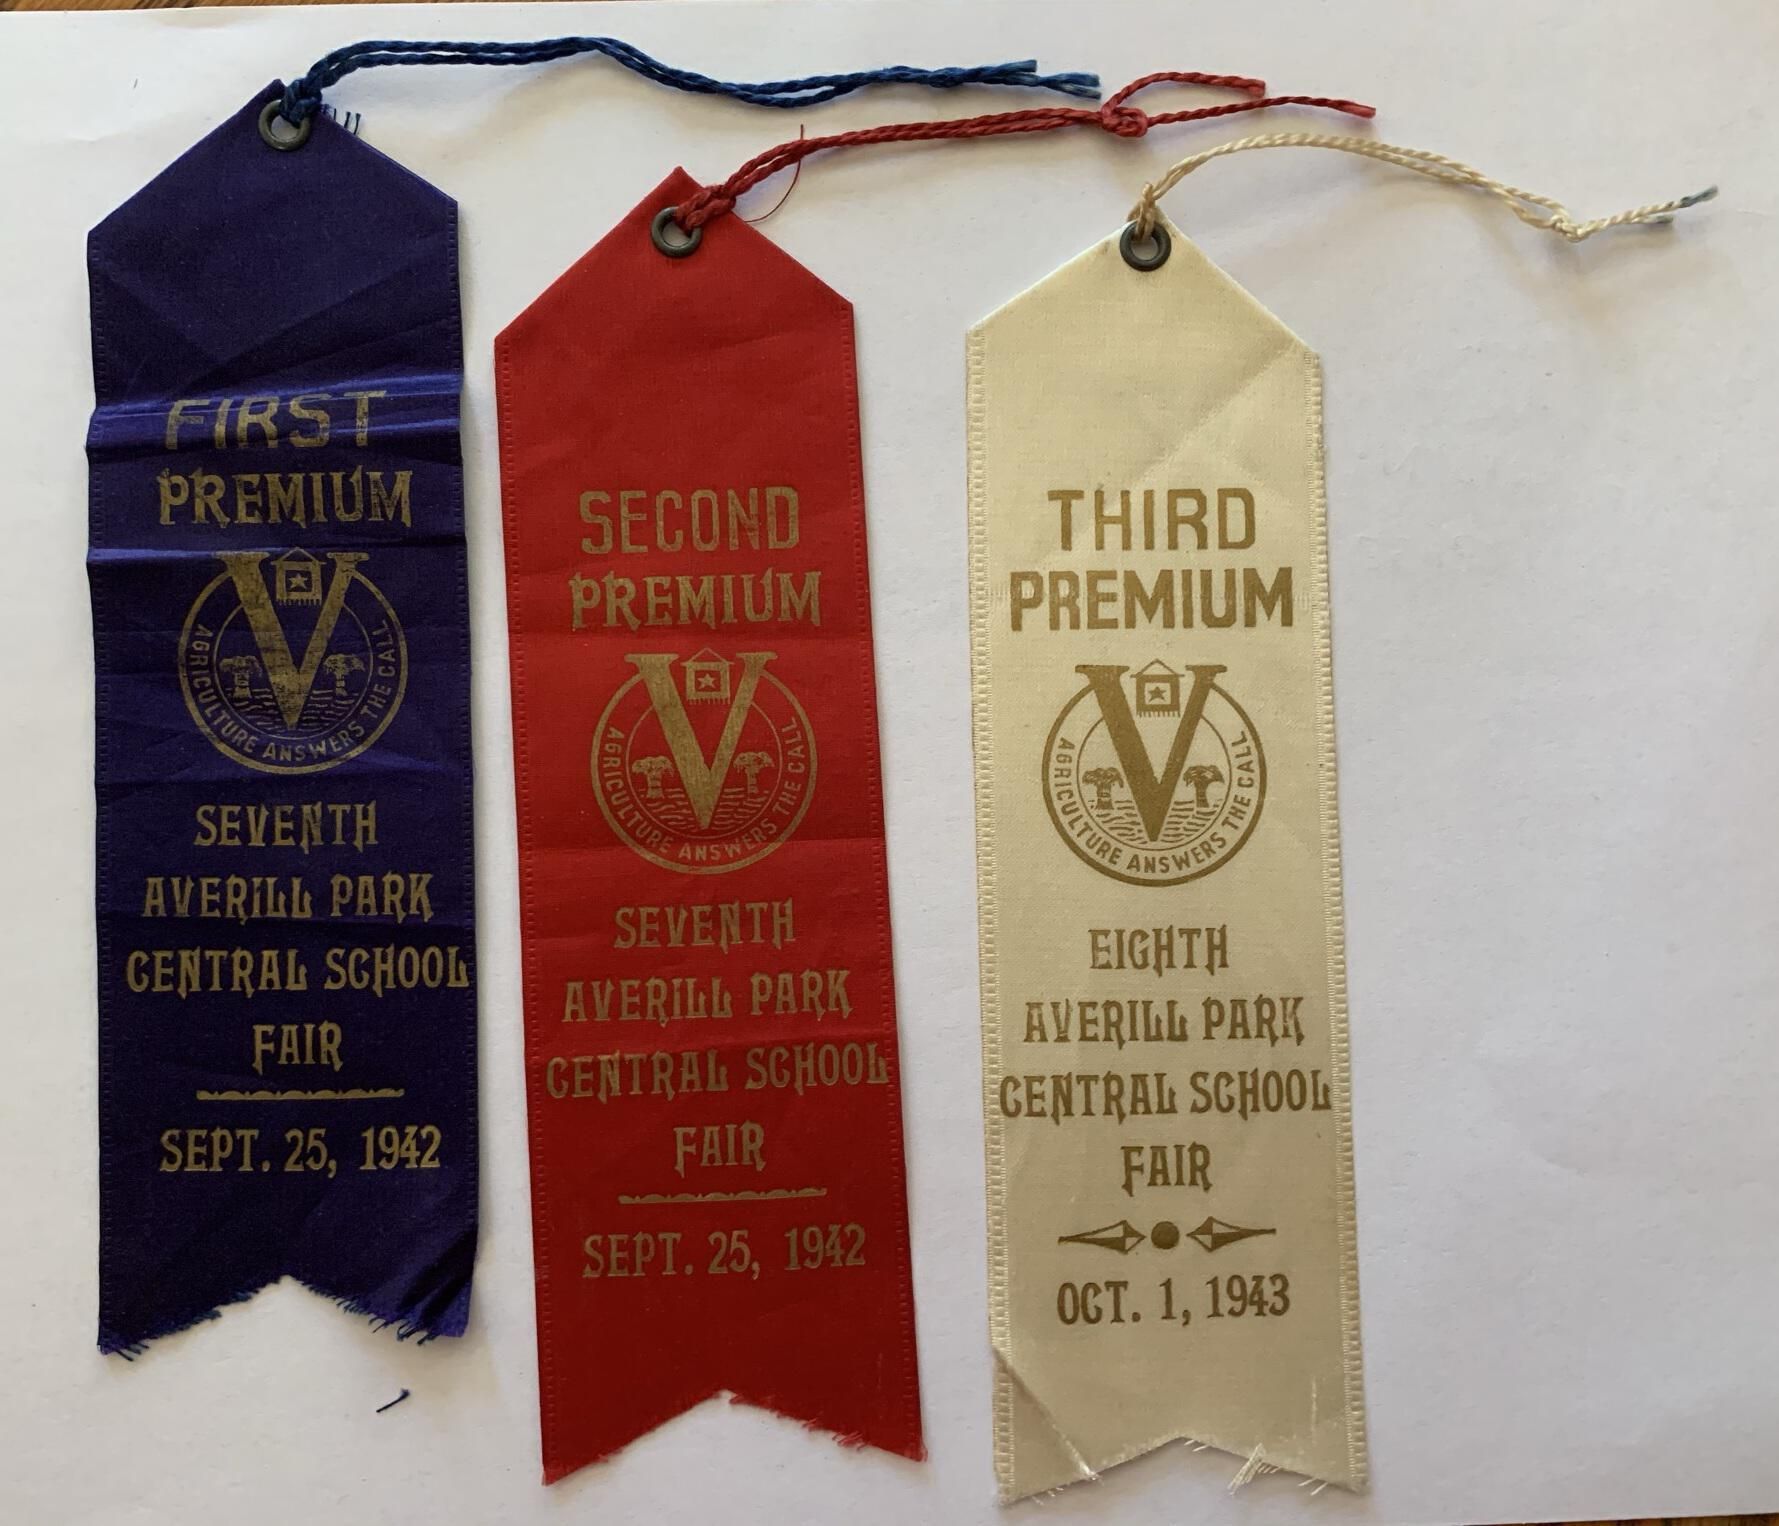 FIRST
PREMIUM
V
AGRICULTURE ANSWERS THE CALL
SEVENTH
AVERILL PARK
CENTRAL SCHOOL
FAIR
SEPT. 25, 1942
SECOND
PREMIUM
V
AGRICULTURE ANSWERS THE CALL
SEVENTH
AVERILL PARK
CENTRAL SCHOOL
FAIR
SEPT. 25, 1942
THIRD
PREMIUM
V
AGRICULTURE ANSWERS THE CALL
EIGHTH
AVERILL PARK
CENTRAL SCHOOL
FAIR
OCT. 1, 1943